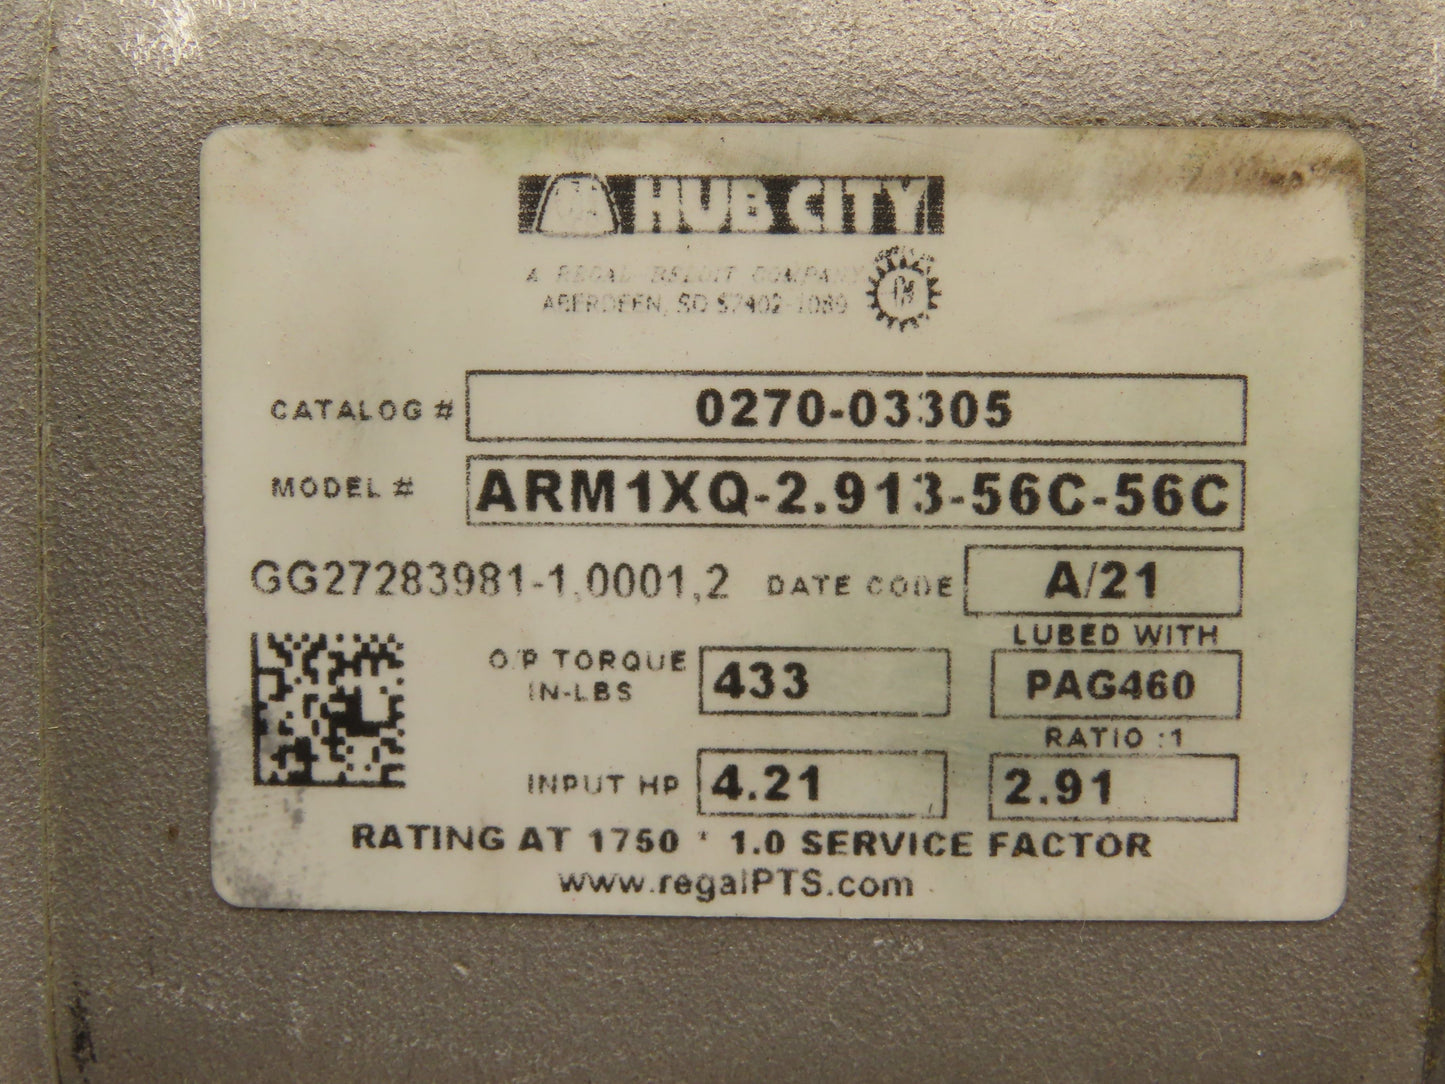 HUB CITY
A REGAL BELOIT COMPANY
ABERDEEN, SD 57402-1089
CATALOG # 0270-03305
MODEL # ARM1XQ-2.913-56C-56C
GG27283981-1,0001,2 DATE CODE A/21
O/P TORQUE IN-LBS 433
LUBED WITH PAG460
INPUT HP 4.21
RATIO :1 2.91
RATING AT 1750 * 1.0 SERVICE FACTOR
www.regalPTS.com